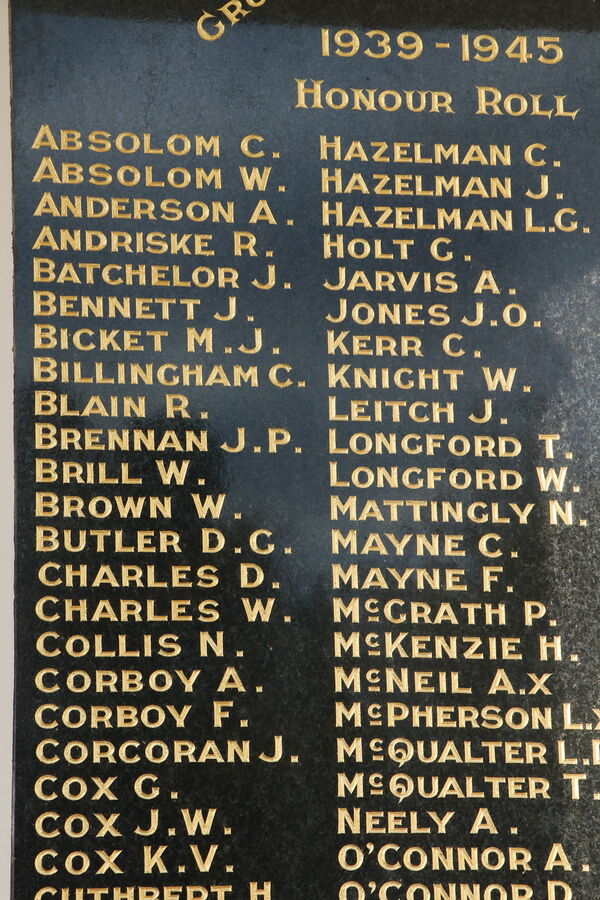 1939-1945
HONOUR ROLL
ABSOLOM C.
ABSOLOM W.
ANDERSON A.
ANDRISKE R.
BATCHELOR J.
BENNETT J.
BICKET M.J.
BILLINGHAM C.
BLAIN R.
BRENNAN J.P.
BRILL W.
BROWN W.
BUTLER D.G.
CHARLES D.
CHARLES W.
COLLIS N.
CORBOY A.
CORBOY F.
CORCORAN J.
COX G.
COX J.W.
COX K.V.
CUTHBERT H
HAZELMAN C.
HAZELMAN J.
HAZELMAN L.G.
HOLT G.
JARVIS A.
JONES J.O.
KERR C.
KNIGHT W.
LEITCH J.
LONGFORD T.
LONGFORD W.
MATTINGLY N.
MAYNE C.
MAYNE F.
McGRATH P.
McKENZIE H.
McNEIL A.X
McPHERSON
McQUALTER
McQUALTER T.
NEELY A.
O'CONNOR A.
O'CONNOR D.